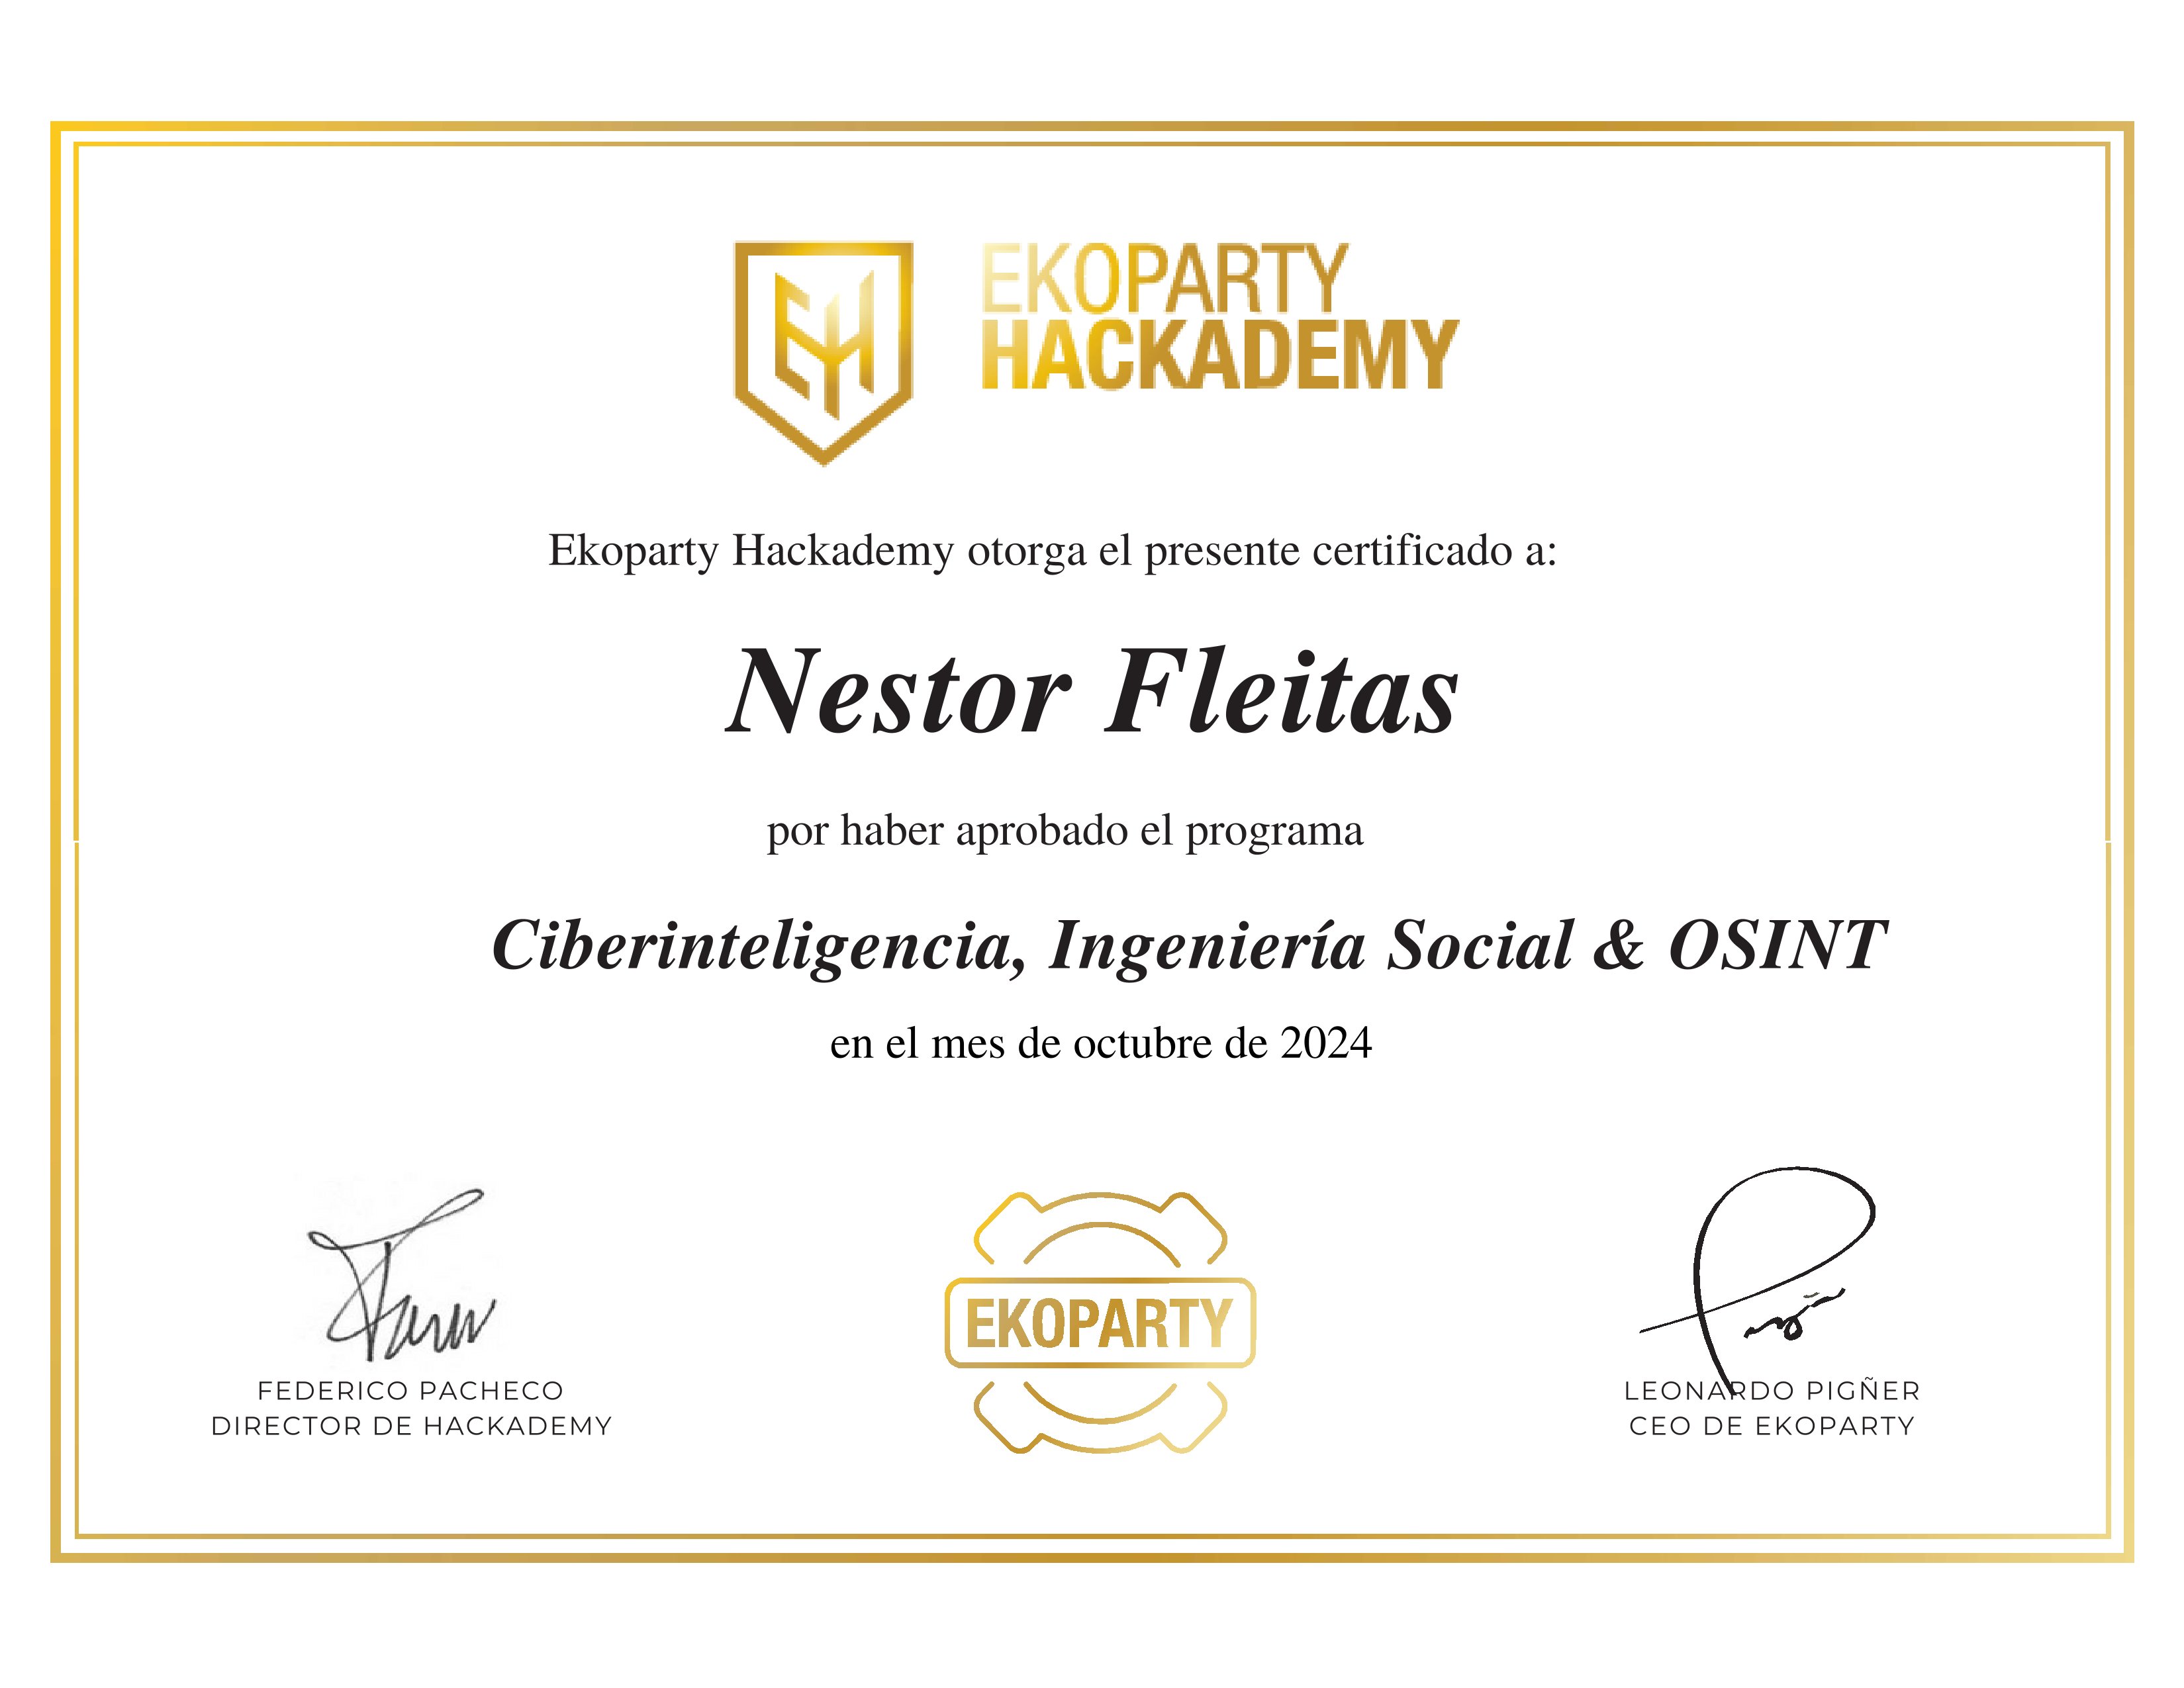 EKOPARTY
HACKADEMY
Ekoparty Hackademy otorga el presente certificado a:
Nestor Fleitas
por haber aprobado el programa
Ciberinteligencia, Ingeniería Social & OSINT
en el mes de octubre de 2024
EKOPARTY
FEDERICO PACHECO
DIRECTOR DE HACKADEMY
LEONARDO PIGÑER
CEO DE EKOPARTY